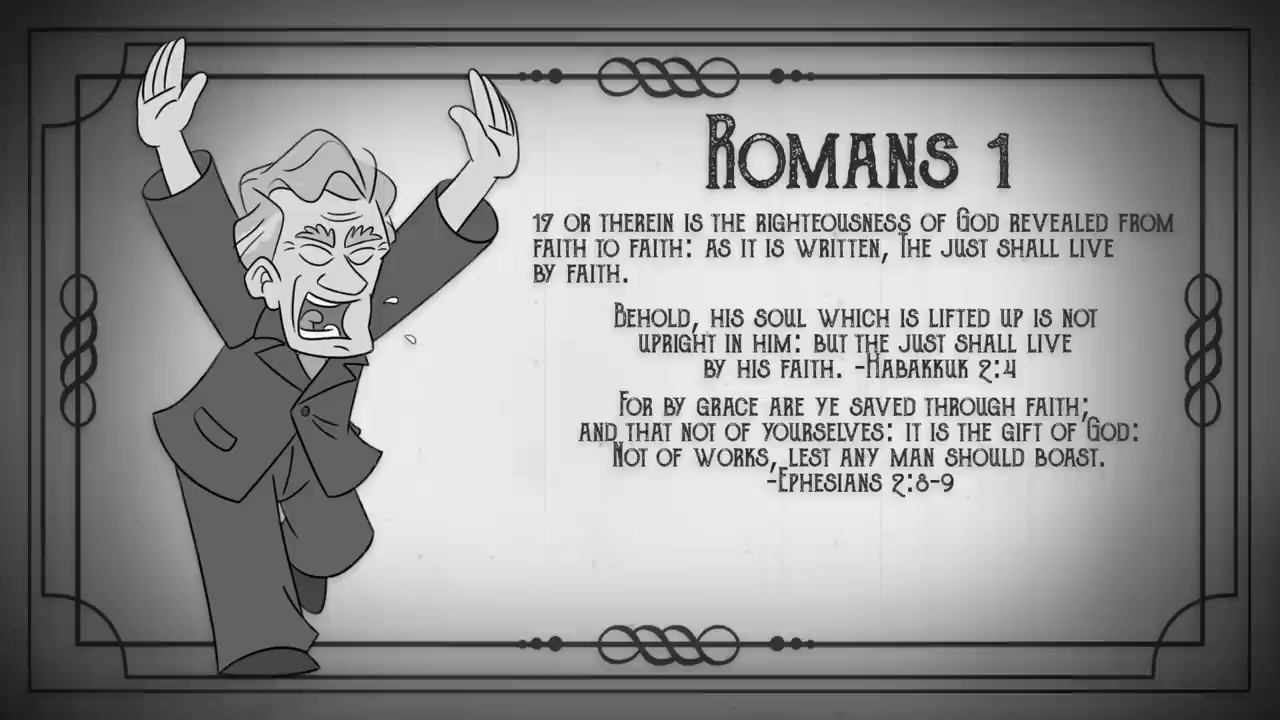 Romans 1
17 or therein is the righteousness of God revealed from
faith to faith: as it is written, The just shall live
by faith.
Behold, his soul which is lifted up is not
upright in him: but the just shall live
by his faith. -Habakkuk 2:4
For by grace are ye saved through faith;
and that not of yourselves: it is the gift of God:
Not of works, lest any man should boast.
-Ephesians 2:8-9